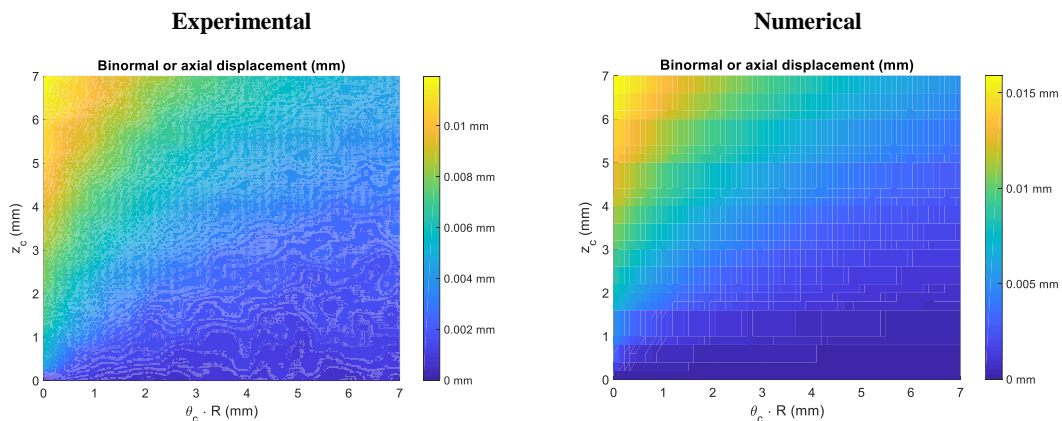 Experimental
Binormal or axial displacement (mm)
7
6
5
4
3
2
1
0
z_c (mm)
0 1 2 3 4 5 6 7
θ_c · R (mm)
0.01 mm
0.008 mm
0.006 mm
0.004 mm
0.002 mm
0 mm
Numerical
Binormal or axial displacement (mm)
7
6
5
4
3
2
1
0
z_c (mm)
0 1 2 3 4 5 6 7
θ_c · R (mm)
0.015 mm
0.01 mm
0.005 mm
0 mm